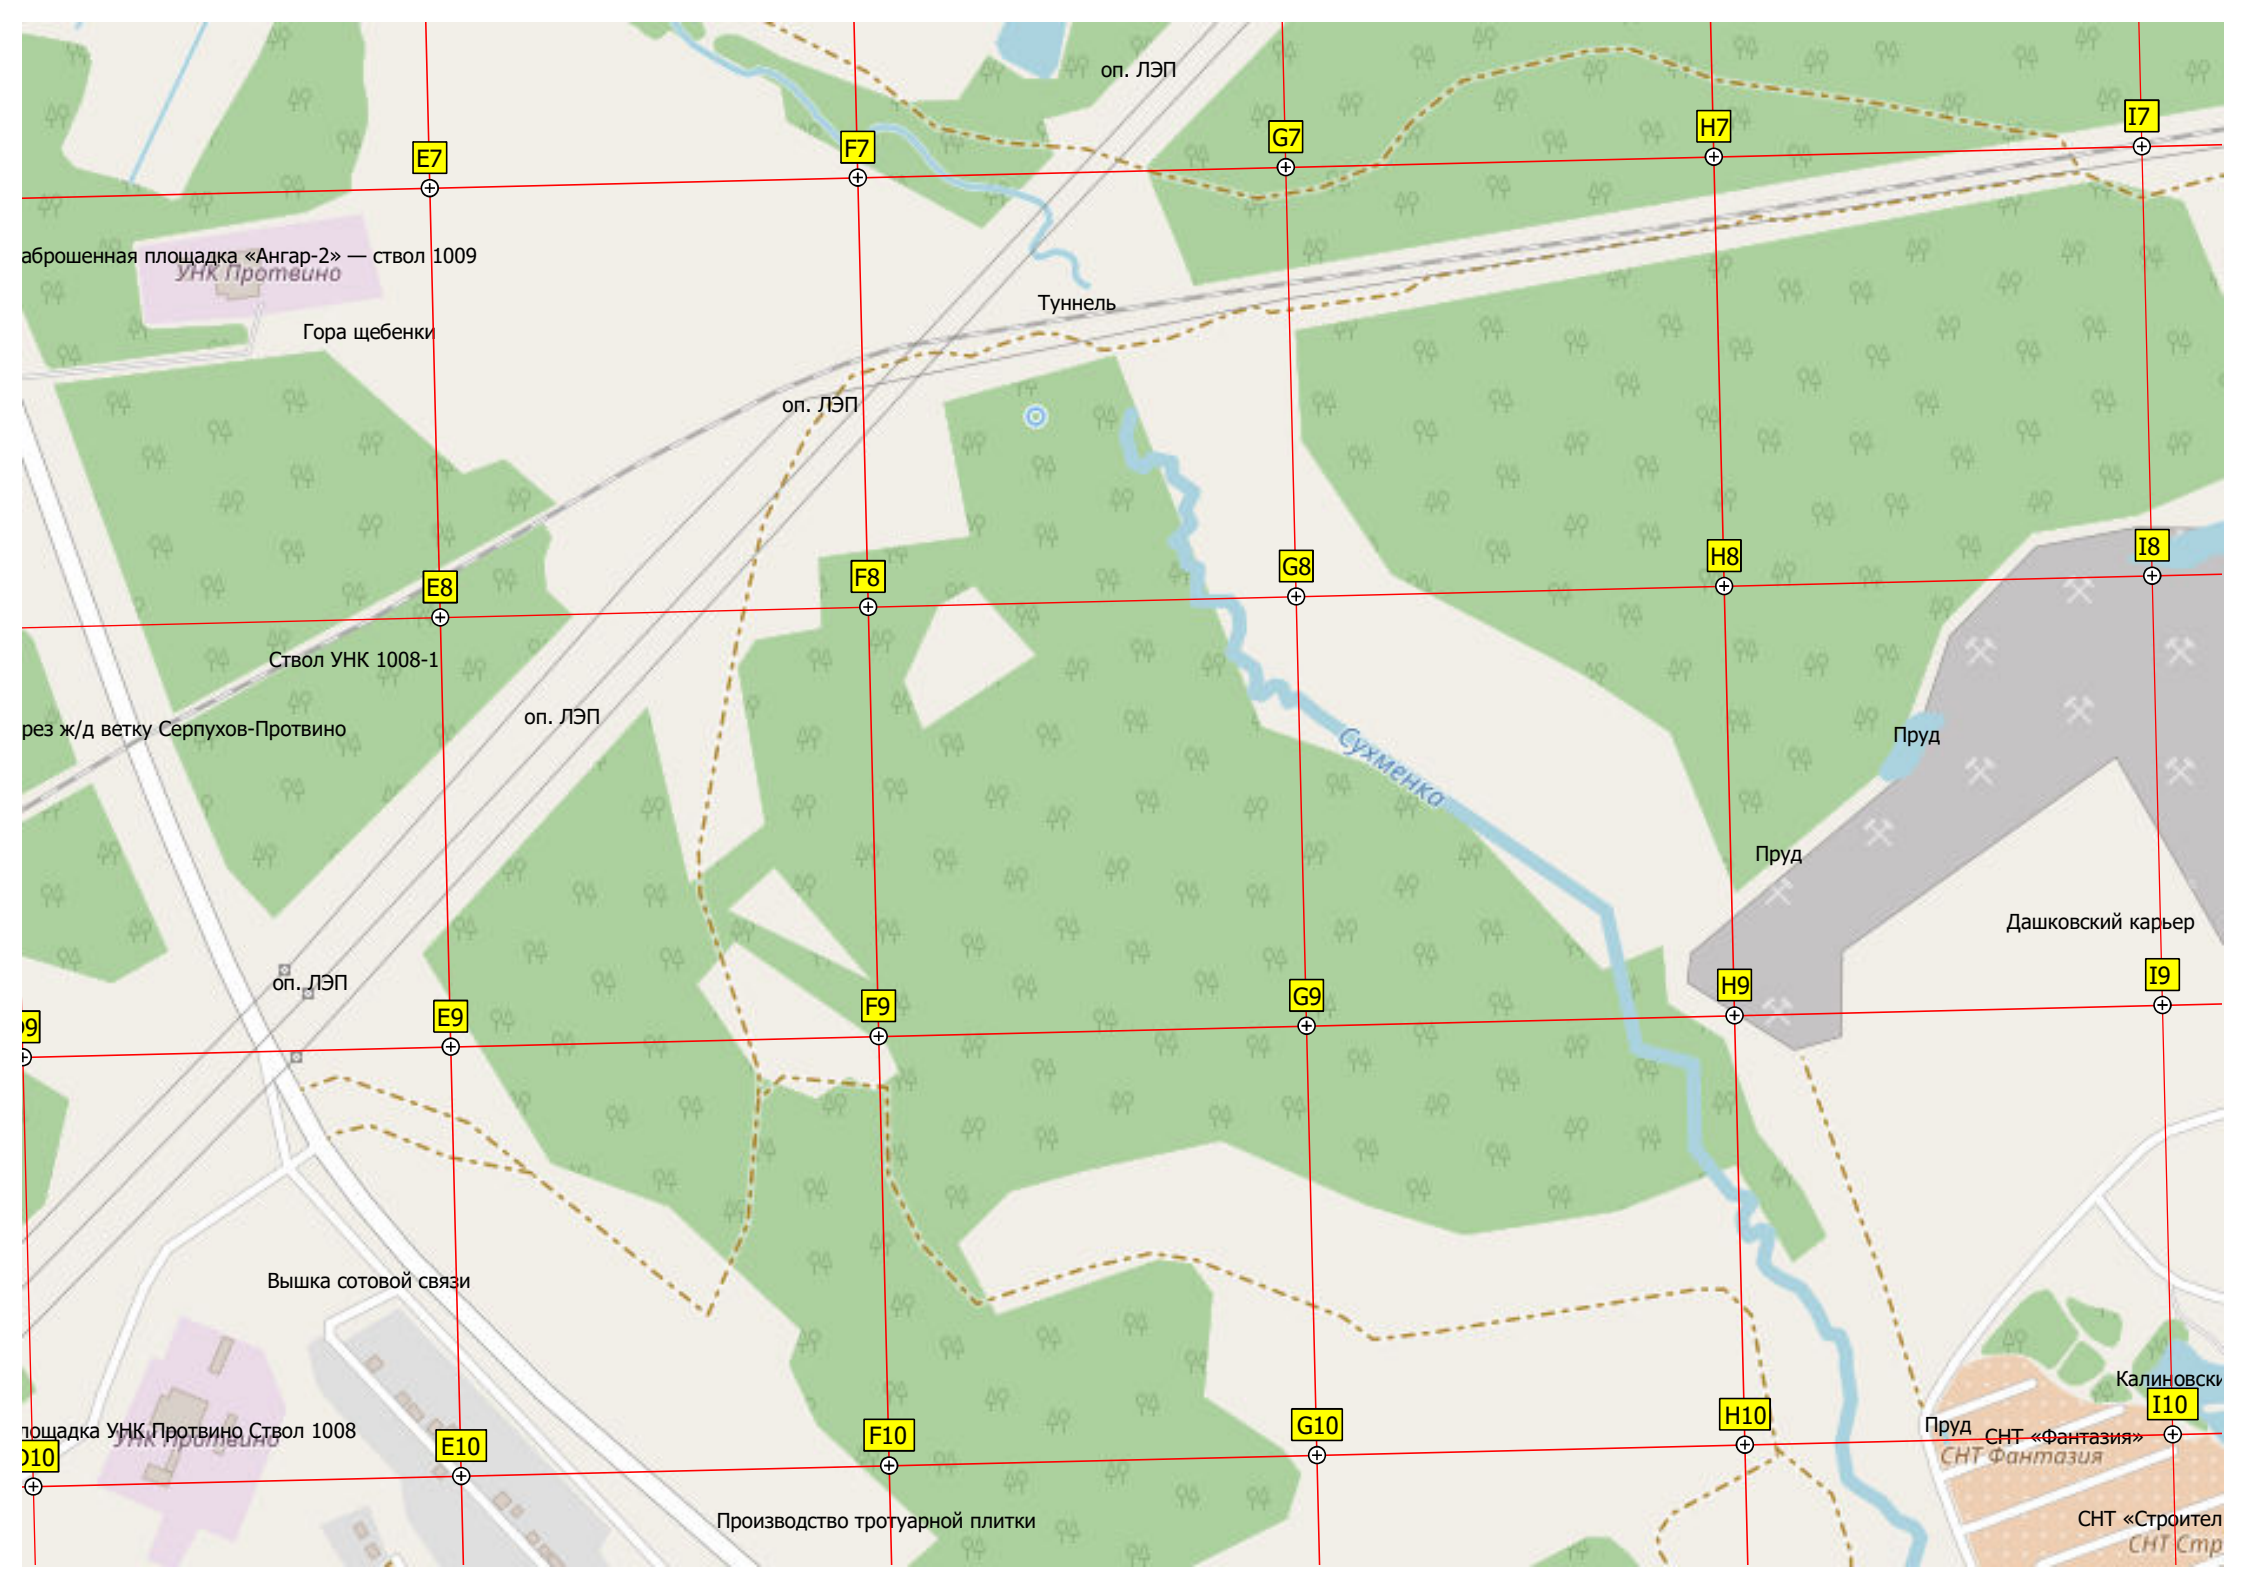 оп. ЛЭП
I7
H7
G7
F7
E7
аброшенная площадка «Ангар-2» — ствол 1009
УНК Протвино
Туннель
Гора щебенки
оп. ЛЭП
I8
H8
G8
F8
E8
Ствол УНК 1008-1
оп. ЛЭП
рез ж/д ветку Серпухов-Протвино
Пруд
Сухменка
Пруд
Дашковский карьер
оп. ЛЭП
I9
H9
G9
F9
E9
D9
Вышка сотовой связи
Калиновски
I10
H10
G10
F10
E10
D10
Пруд
СНТ «Фантазия»
СНТ Фантазия
лощадка УНК Протвино Ствол 1008
УНК Протвино
Производство тротуарной плитки
СНТ «Строител
СНТ Стр